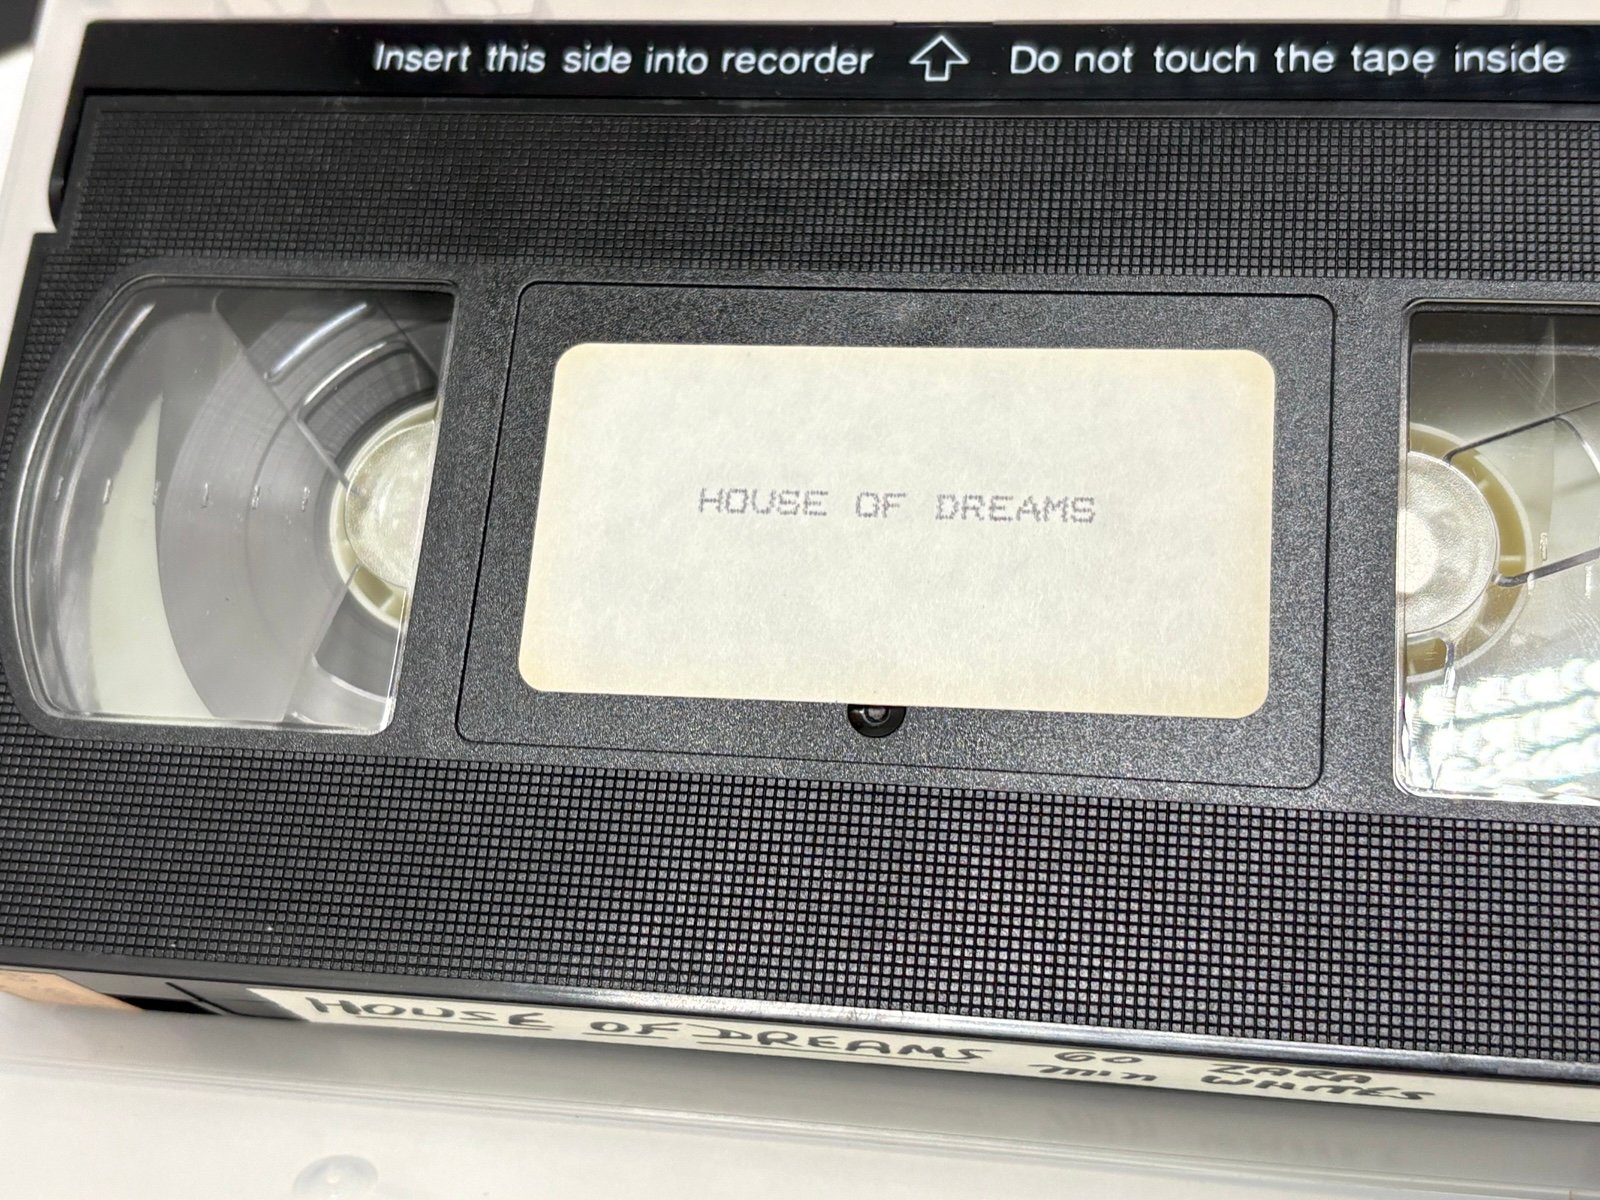 Insert this side into recorder ⇧ Do not touch the tape inside
HOUSE OF DREAMS
HOUSE OF DREAMS 60 min ZARA WHITES